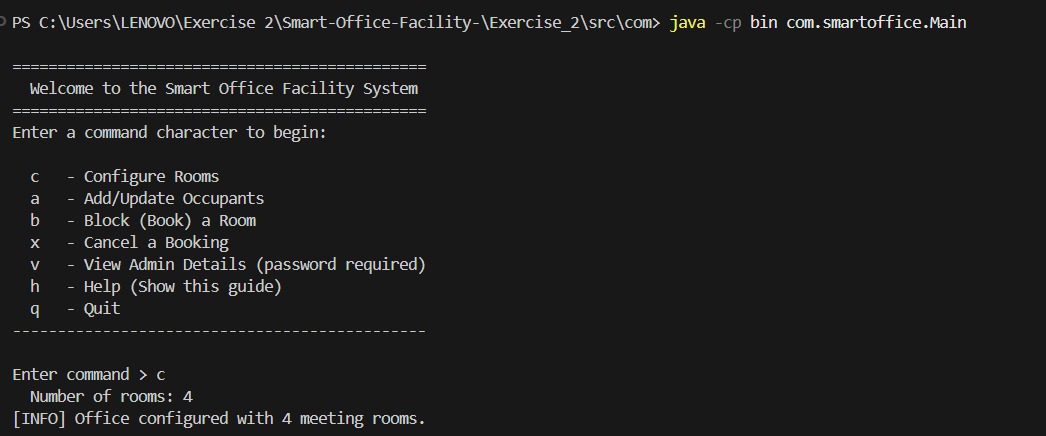 PS C:\Users\LENOVO\Exercise 2\Smart-Office-Facility-\Exercise_2\src\com> java -cp bin com.smartoffice.Main
==============================================
Welcome to the Smart Office Facility System
==============================================
Enter a command character to begin:
c - Configure Rooms
a - Add/Update Occupants
b - Block (Book) a Room
x - Cancel a Booking
v - View Admin Details (password required)
h - Help (Show this guide)
q - Quit
----------------------------------------------
Enter command > c
Number of rooms: 4
[INFO] Office configured with 4 meeting rooms.